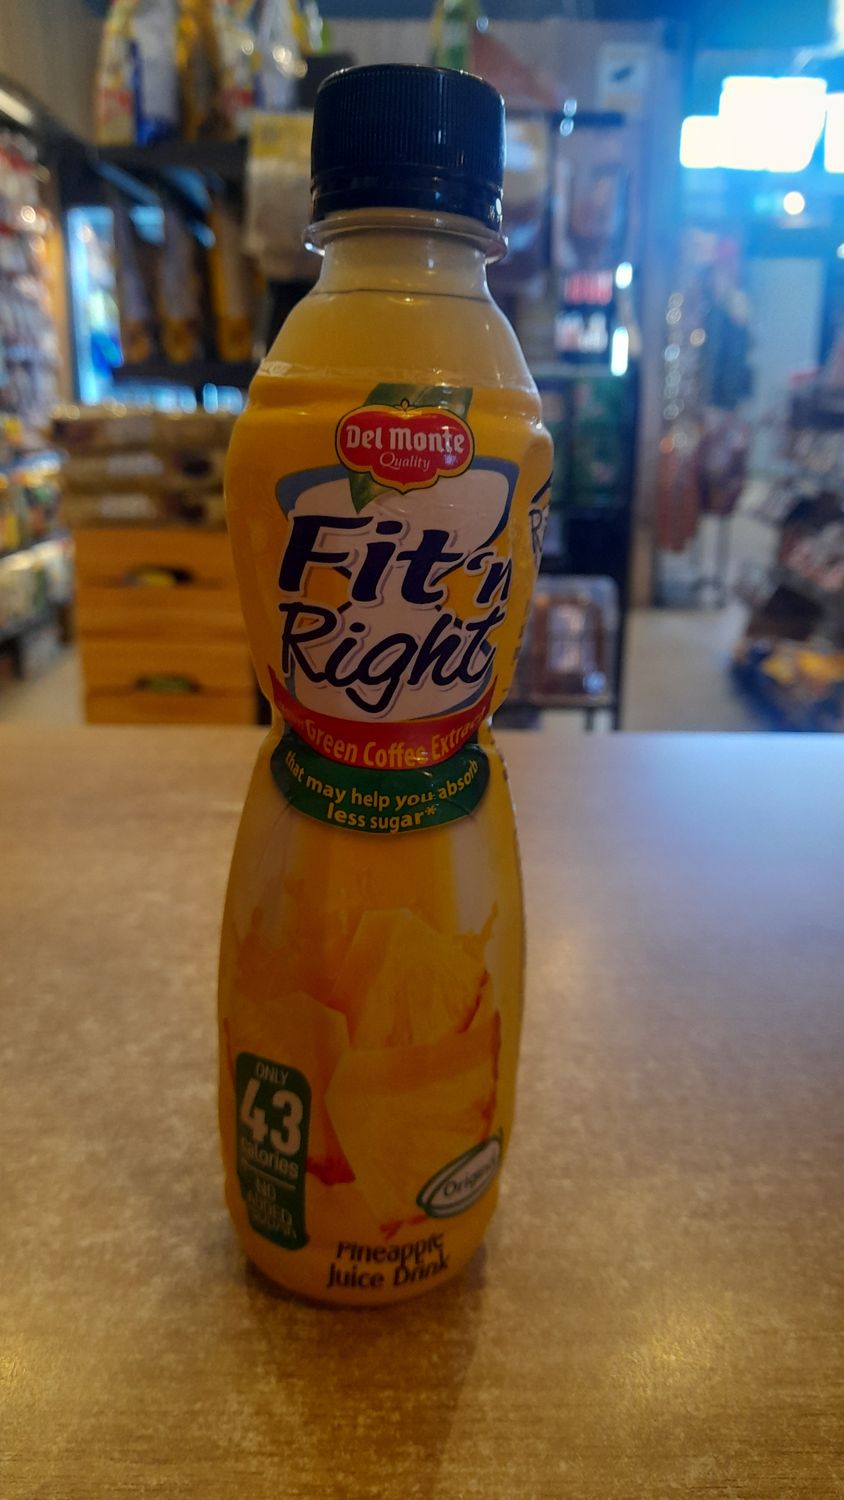 Del Monte
Quality
Fit 'n
Right
Green Coffee Extract
that may help you absorb
less sugar*
ONLY
43
calories
NO
ADDED
SUGAR
Original
Pineapple
Juice Drink